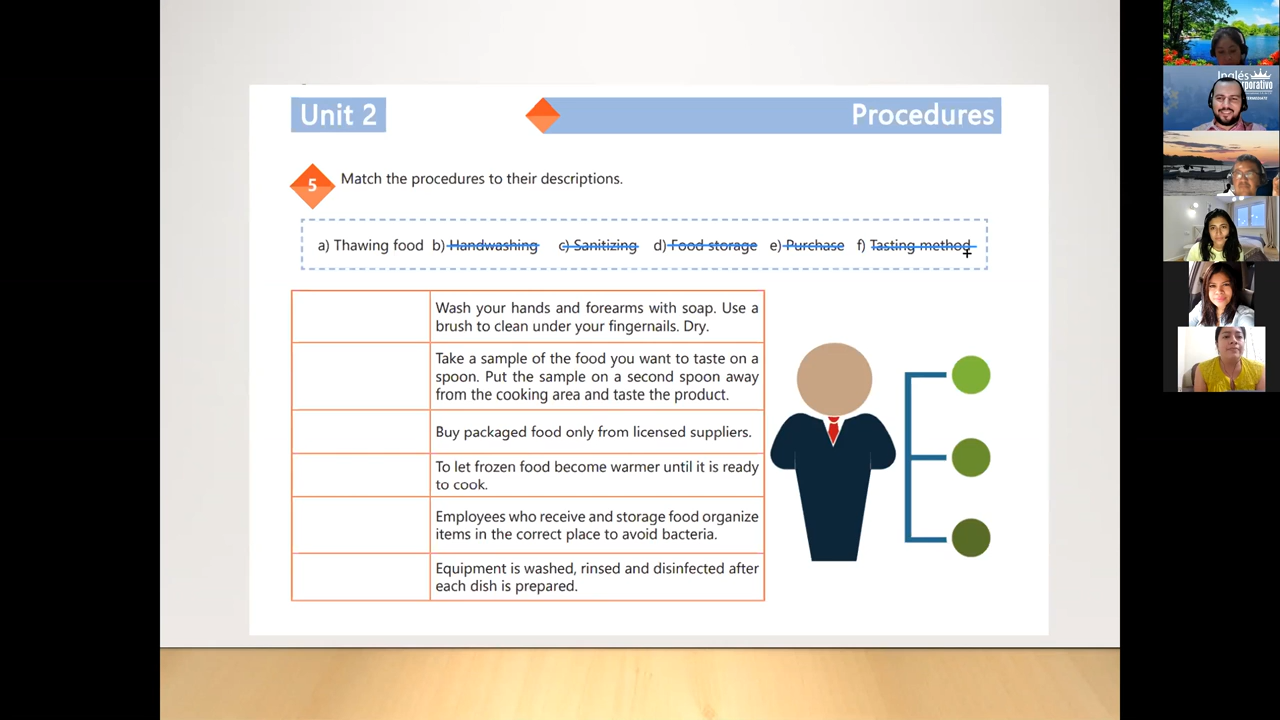 Unit 2
Procedures
5
Match the procedures to their descriptions.
a) Thawing food b) Handwashing c) Sanitizing d) Food storage e) Purchase f) Tasting method
Wash your hands and forearms with soap. Use a
brush to clean under your fingernails. Dry.
Take a sample of the food you want to taste on a
spoon. Put the sample on a second spoon away
from the cooking area and taste the product.
Buy packaged food only from licensed suppliers.
To let frozen food become warmer until it is ready
to cook.
Employees who receive and storage food organize
items in the correct place to avoid bacteria.
Equipment is washed, rinsed and disinfected after
each dish is prepared.
Inglés